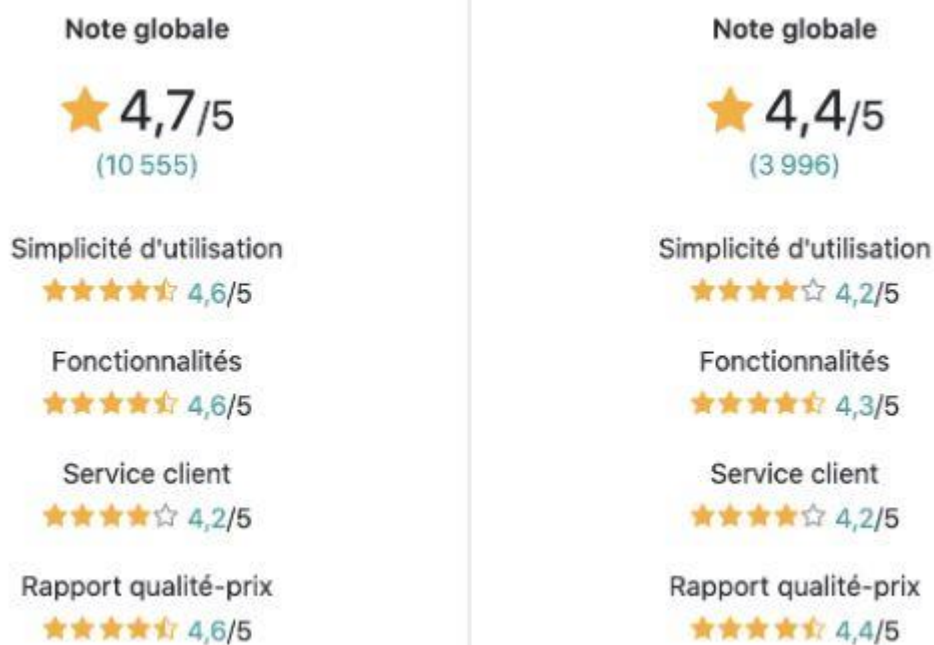 Note globale
4,7/5
(10 555)
Simplicité d'utilisation
4,6/5
Fonctionnalités
4,6/5
Service client
4,2/5
Rapport qualité-prix
4,6/5
Note globale
4,4/5
(3 996)
Simplicité d'utilisation
4,2/5
Fonctionnalités
4,3/5
Service client
4,2/5
Rapport qualité-prix
4,4/5